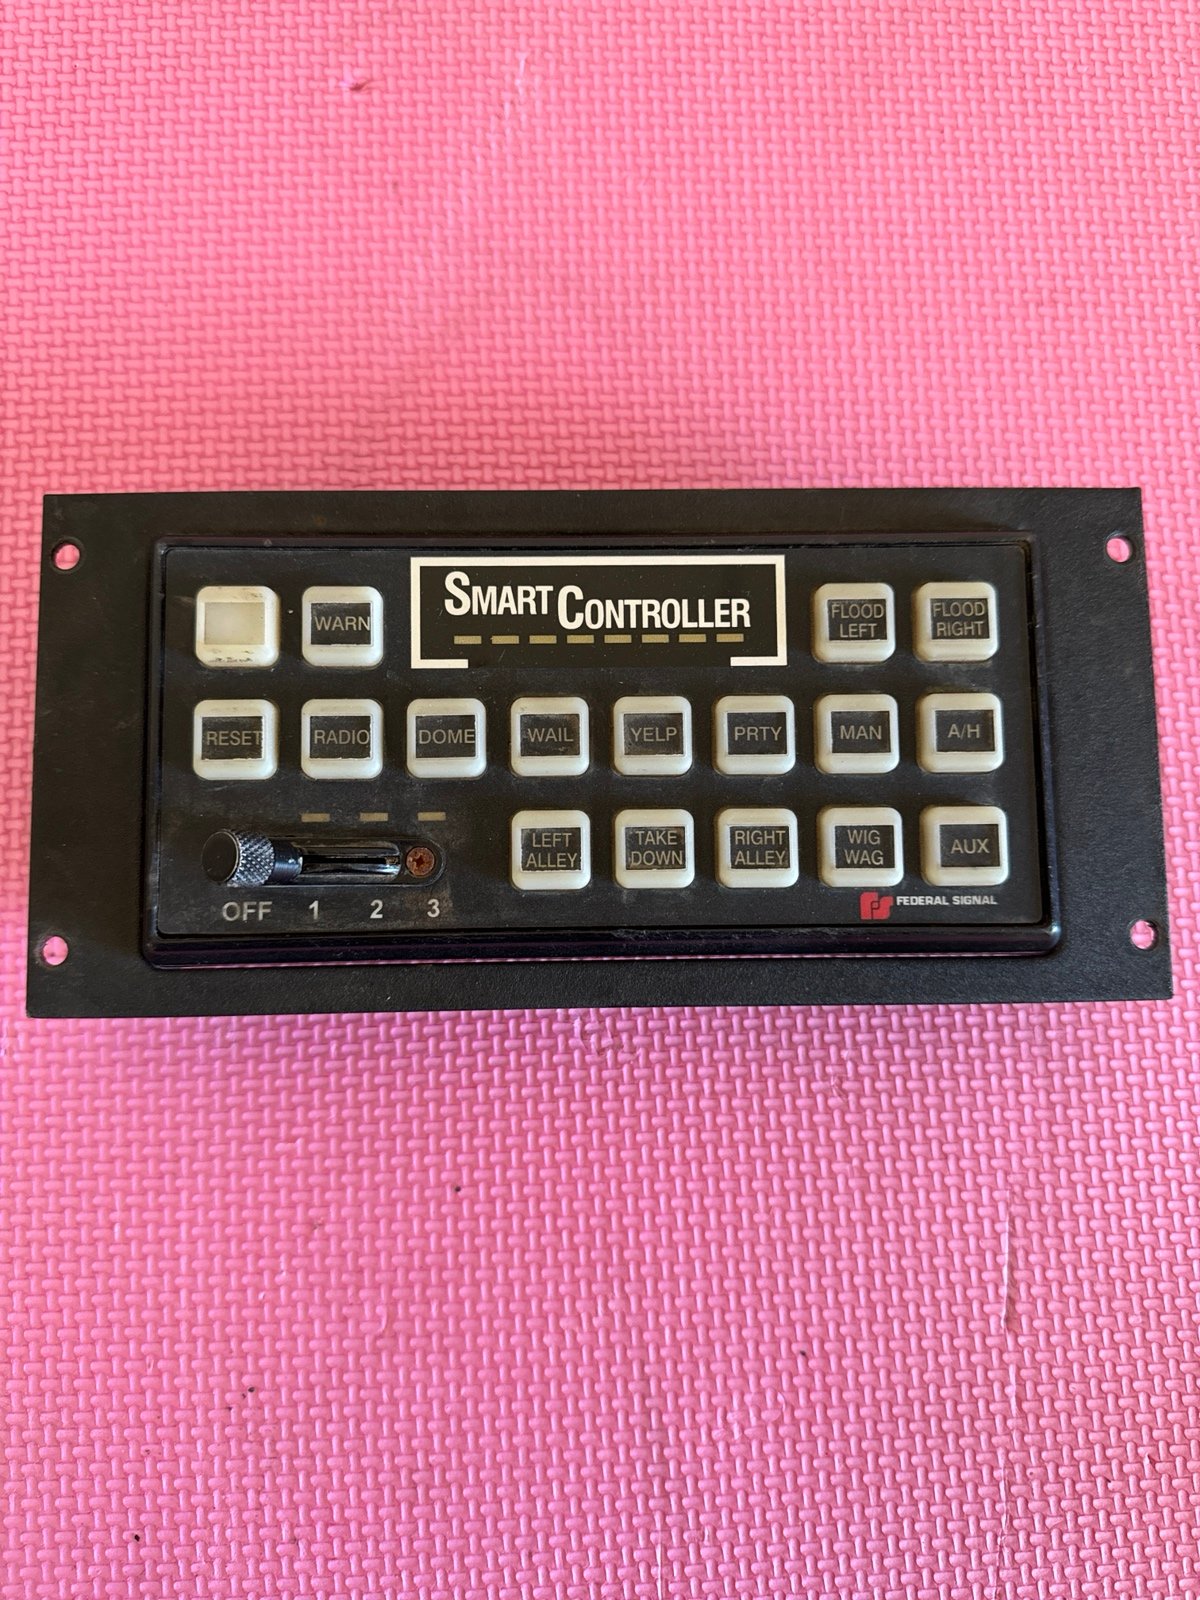 SMART CONTROLLER
WARN
FLOOD
LEFT
FLOOD
RIGHT
RESET
RADIO
DOME
WAIL
YELP
PRTY
MAN
A/H
LEFT
ALLEY
TAKE
DOWN
RIGHT
ALLEY
WIG
WAG
AUX
OFF 1 2 3
FEDERAL SIGNAL